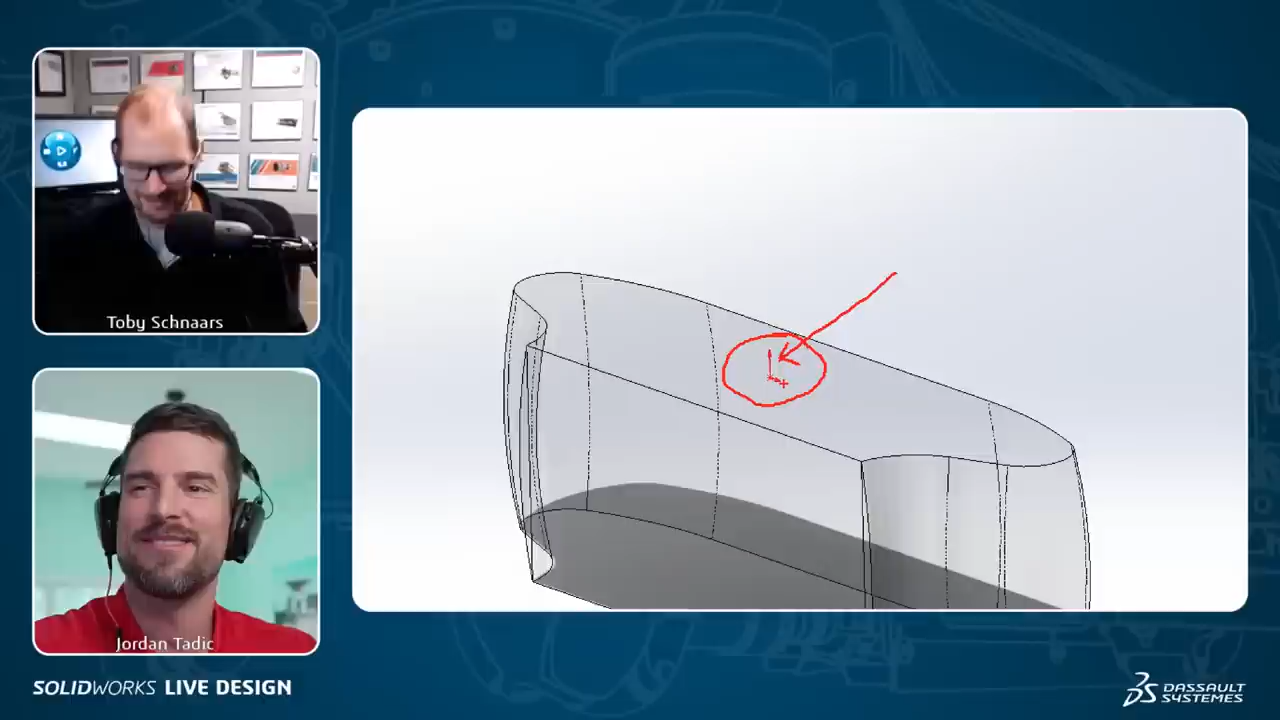 Toby Schnaars
Jordan Tadic
SOLIDWORKS LIVE DESIGN
DASSAULT
SYSTEMES